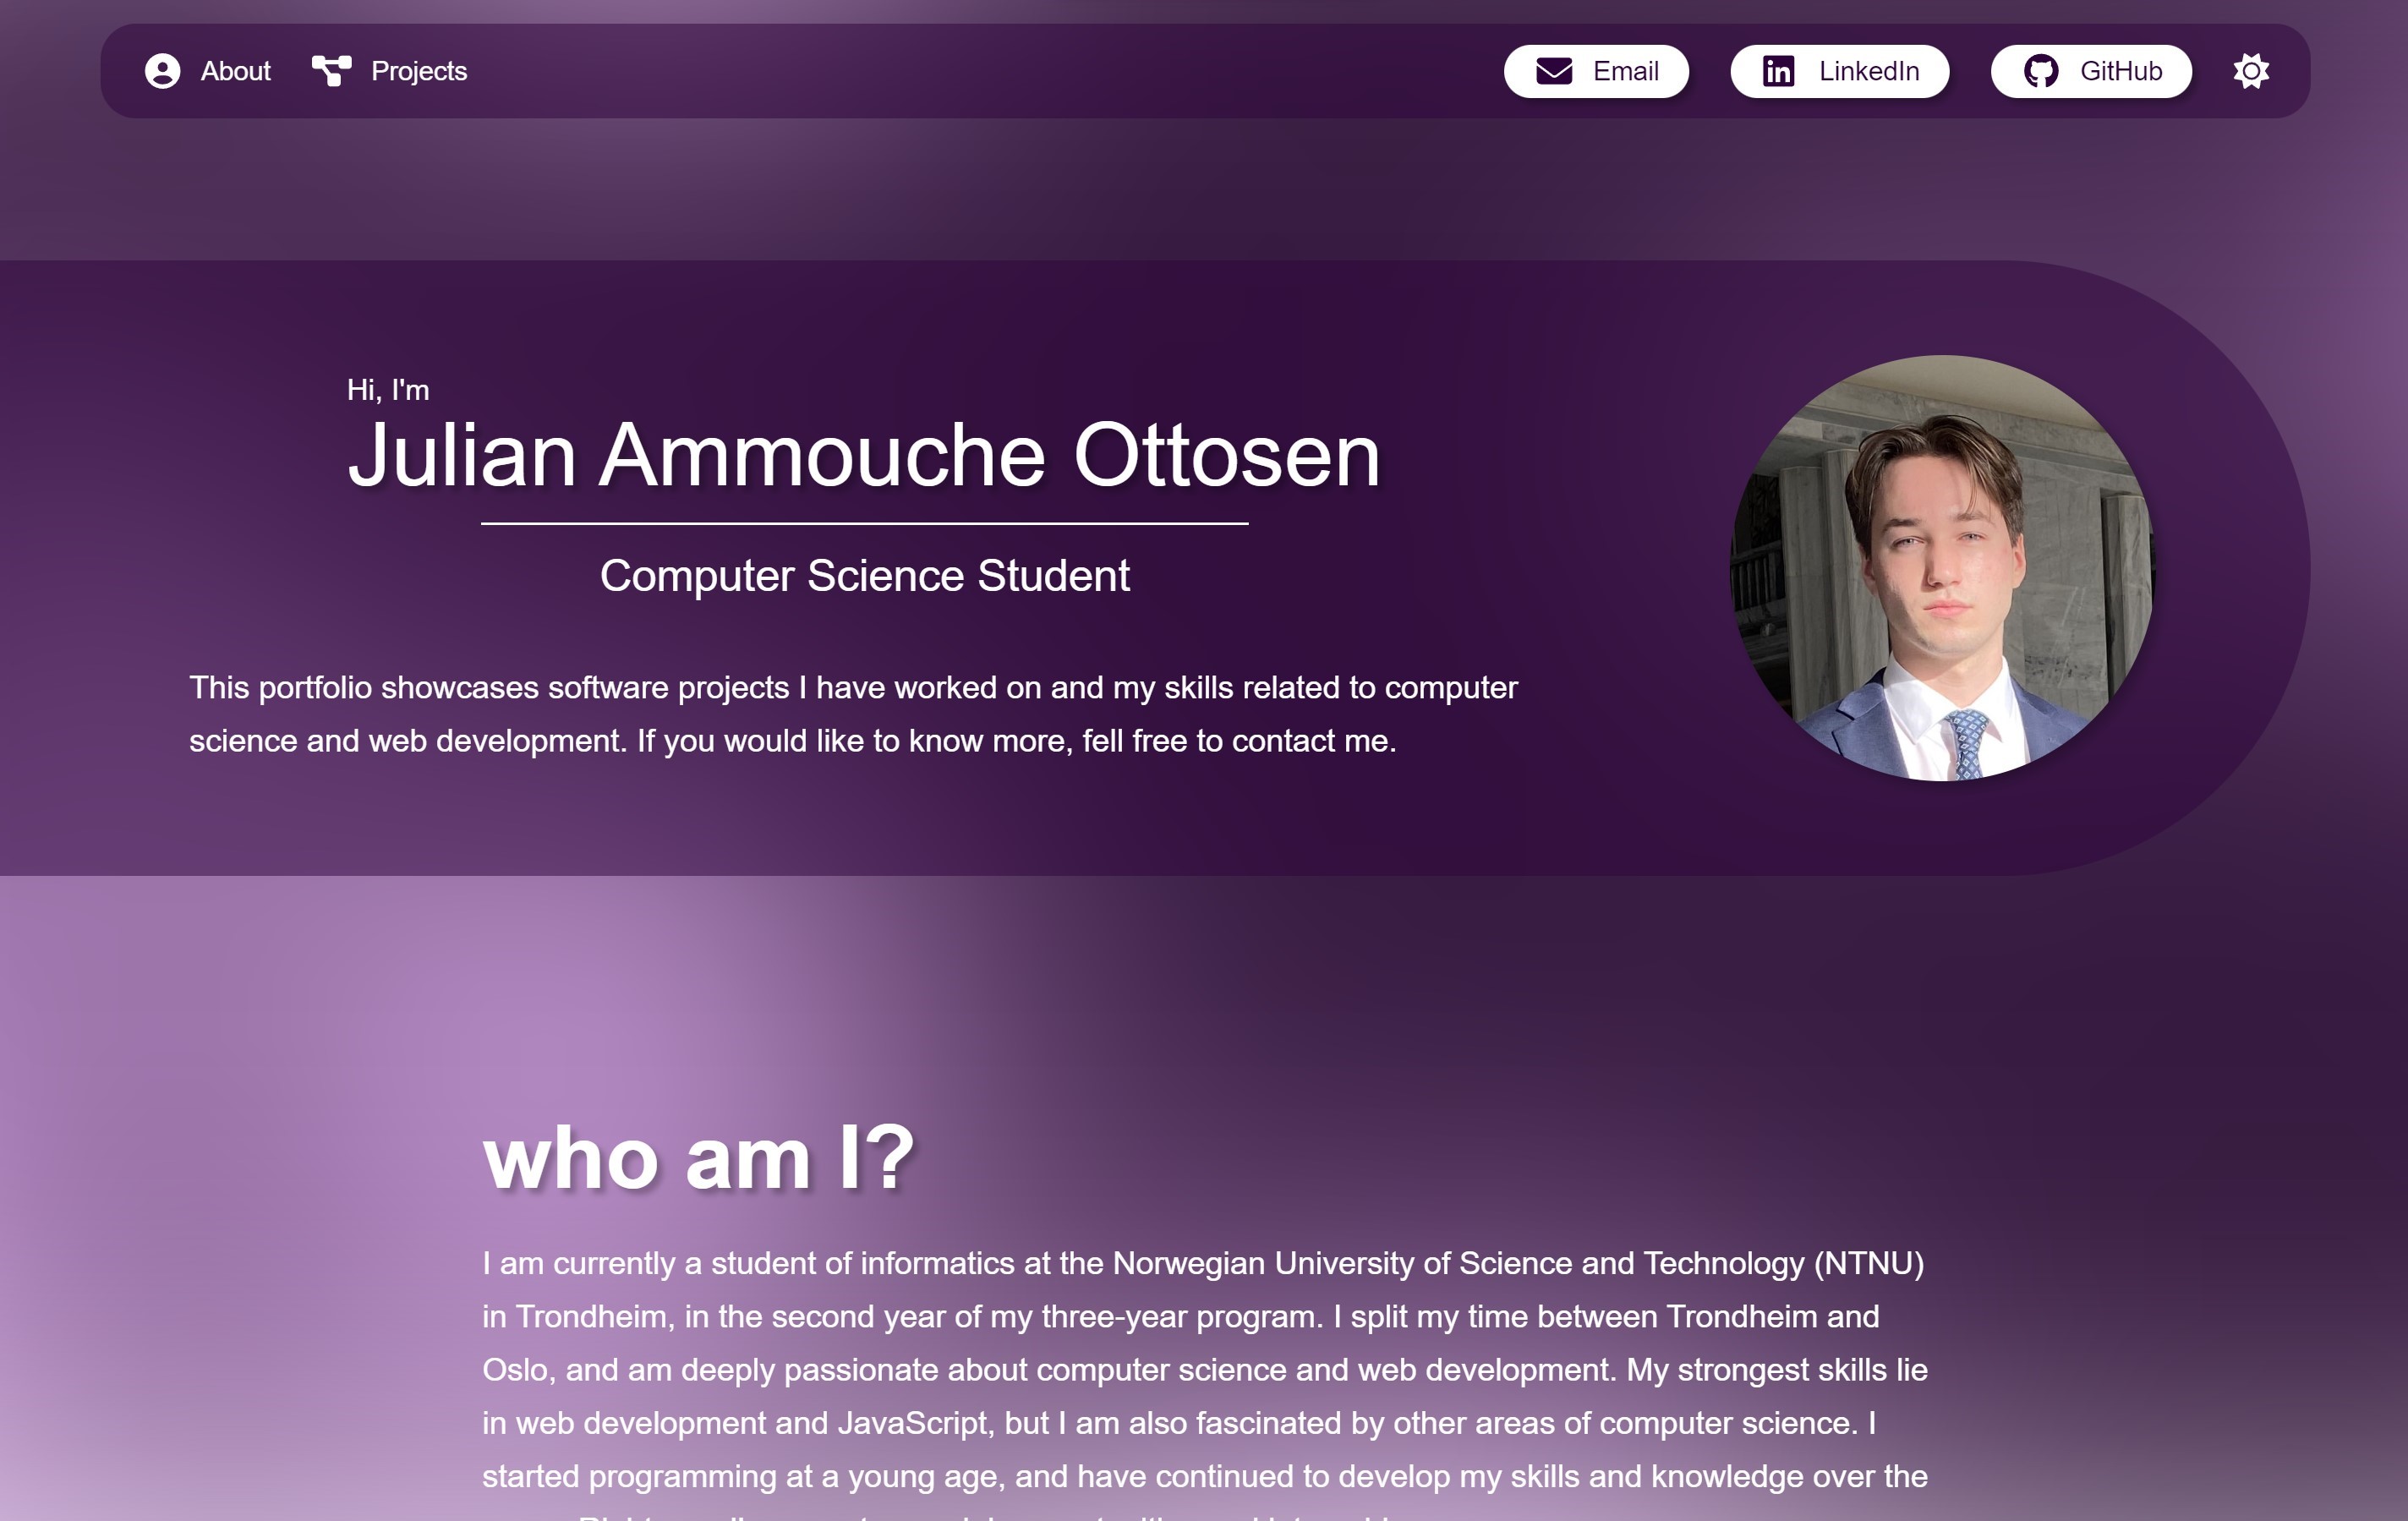 About Projects Email LinkedIn GitHub
Hi, I'm
Julian Ammouche Ottosen
Computer Science Student
This portfolio showcases software projects I have worked on and my skills related to computer
science and web development. If you would like to know more, fell free to contact me.
who am I?
I am currently a student of informatics at the Norwegian University of Science and Technology (NTNU)
in Trondheim, in the second year of my three-year program. I split my time between Trondheim and
Oslo, and am deeply passionate about computer science and web development. My strongest skills lie
in web development and JavaScript, but I am also fascinated by other areas of computer science. I
started programming at a young age, and have continued to develop my skills and knowledge over the